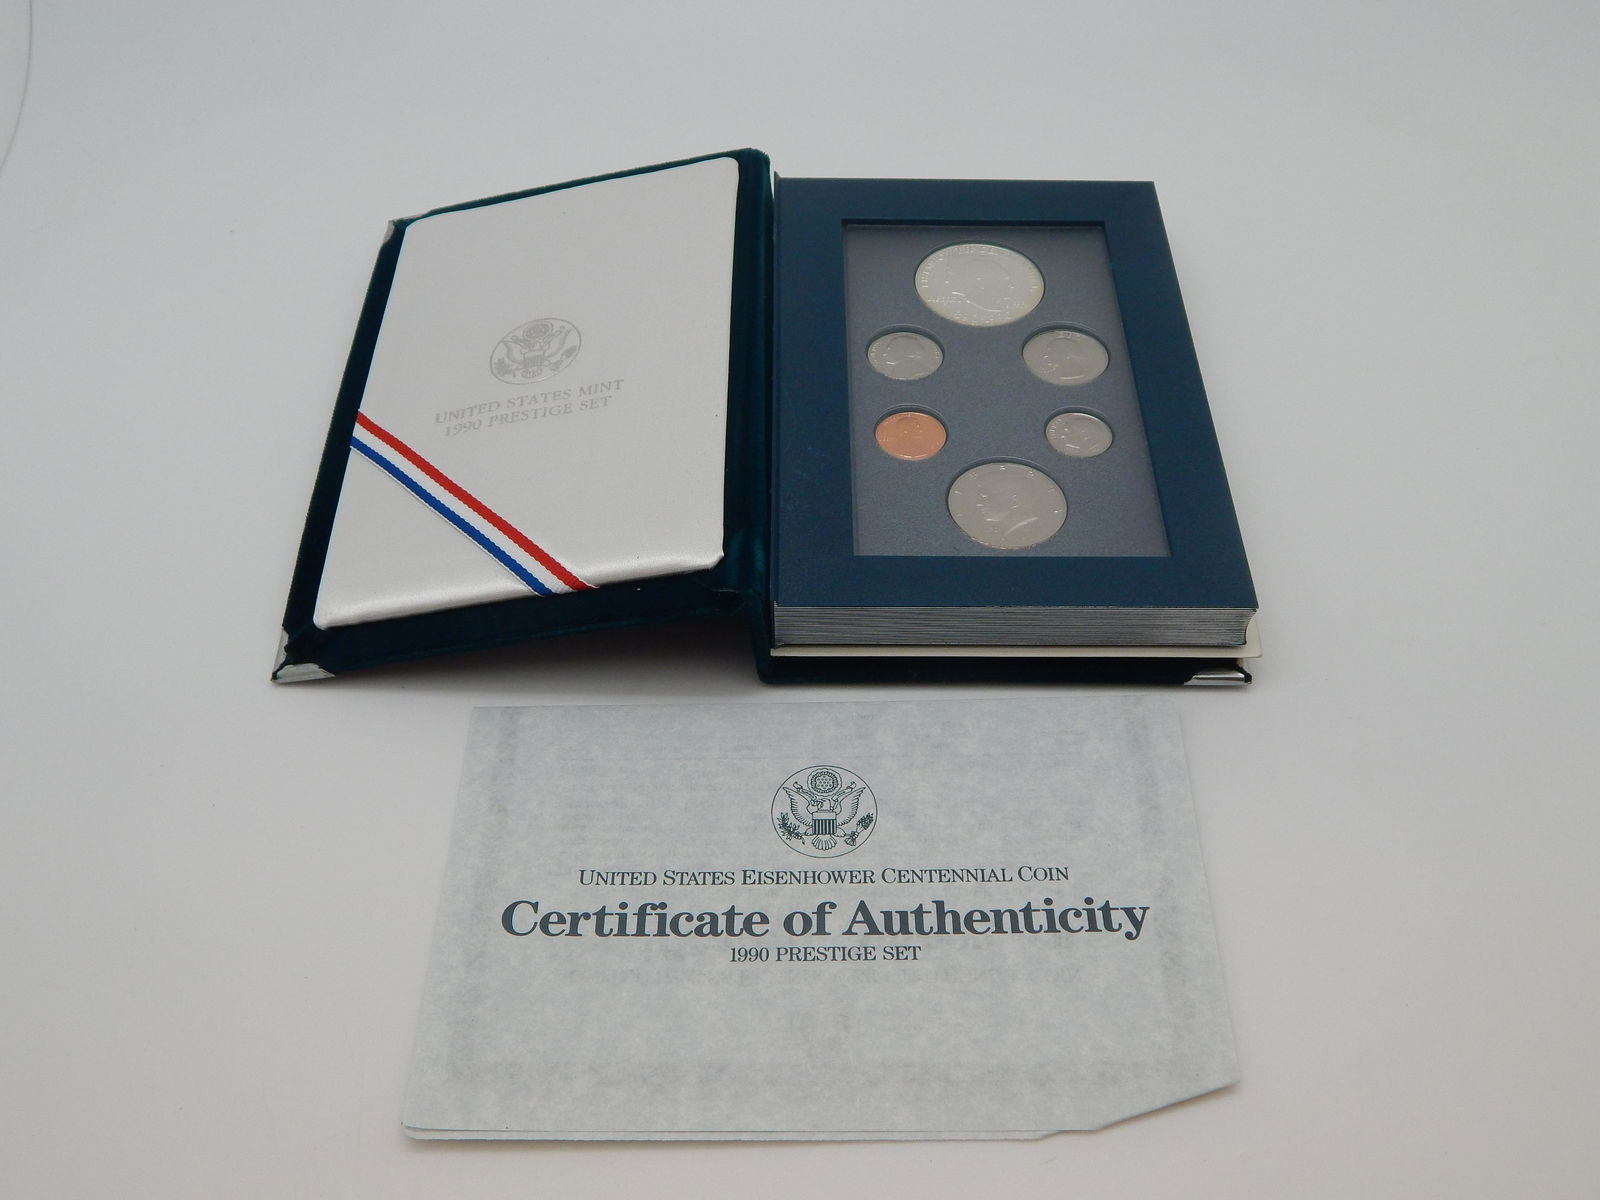 UNITED STATES MINT
1990 PRESTIGE SET
UNITED STATES EISENHOWER CENTENNIAL COIN
Certificate of Authenticity
1990 PRESTIGE SET